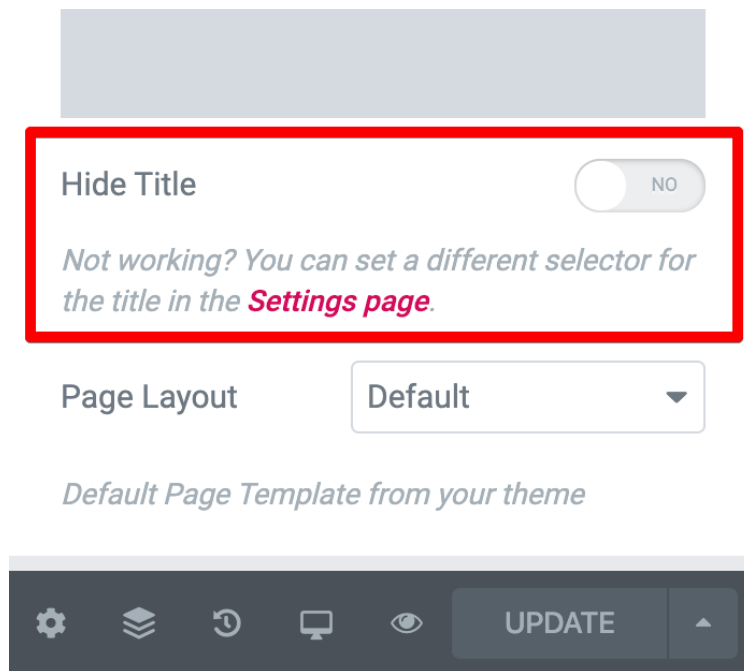 Hide Title
NO
Not working? You can set a different selector for
the title in the Settings page.
Page Layout
Default
Default Page Template from your theme
UPDATE